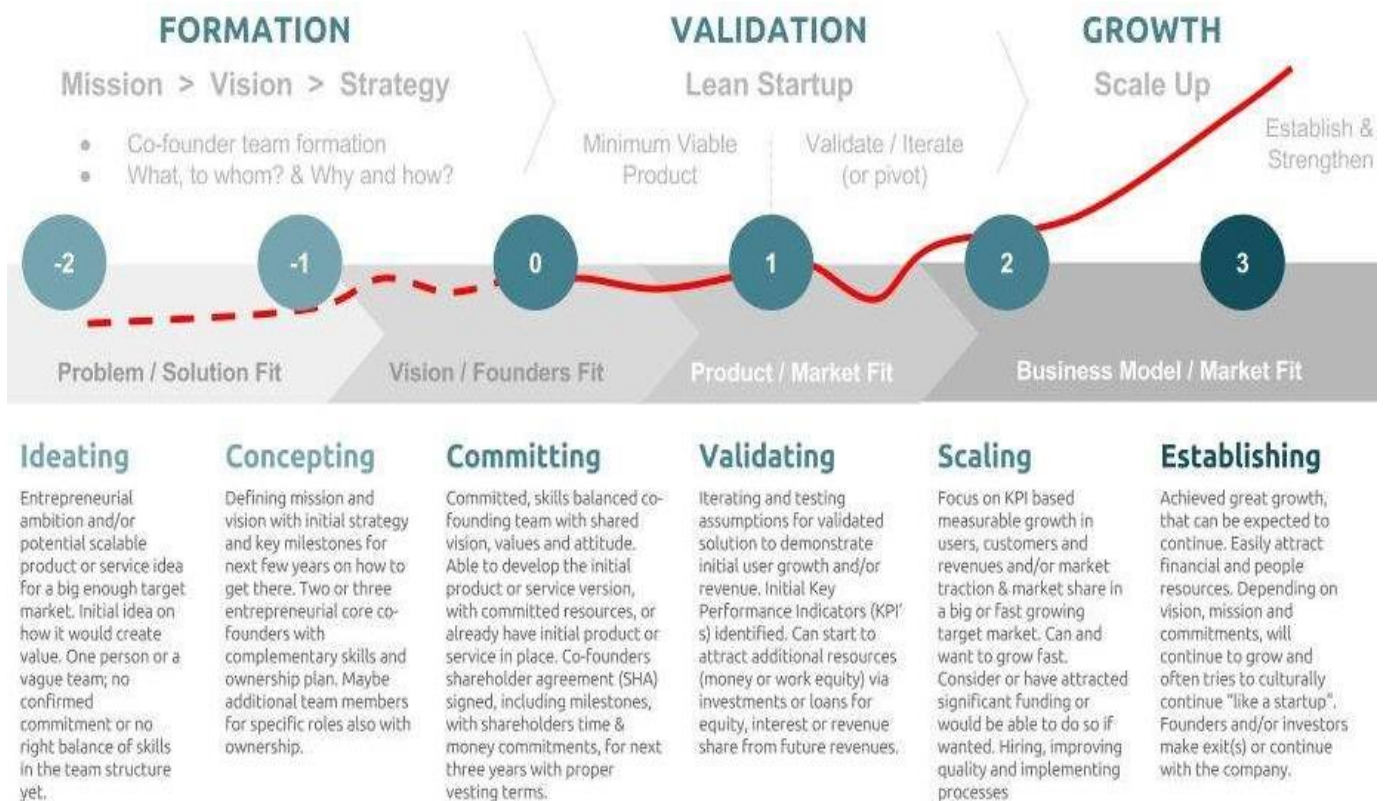 FORMATION
VALIDATION
GROWTH
Mission > Vision > Strategy
Lean Startup
Scale Up
● Co-founder team formation
● What, to whom? & Why and how?
Minimum Viable
Product
Validate / Iterate
(or pivot)
Establish &
Strengthen
-2
-1
0
1
2
3
Problem / Solution Fit
Vision / Founders Fit
Product / Market Fit
Business Model / Market Fit
Ideating
Entrepreneurial
ambition and/or
potential scalable
product or service idea
for a big enough target
market. Initial idea on
how it would create
value. One person or a
vague team; no
confirmed
commitment or no
right balance of skills
in the team structure
yet.
Concepting
Defining mission and
vision with initial strategy
and key milestones for
next few years on how to
get there. Two or three
entrepreneurial core co-
founders with
complementary skills and
ownership plan. Maybe
additional team members
for specific roles also with
ownership.
Committing
Committed, skills balanced co-
founding team with shared
vision, values and attitude.
Able to develop the initial
product or service version,
with committed resources, or
already have initial product or
service in place. Co-founders
shareholder agreement (SHA)
signed, including milestones,
with shareholders time &
money commitments, for next
three years with proper
vesting terms.
Validating
Iterating and testing
assumptions for validated
solution to demonstrate
initial user growth and/or
revenue. Initial Key
Performance Indicators (KPI'
s) identified. Can start to
attract additional resources
(money or work equity) via
investments or loans for
equity, interest or revenue
share from future revenues.
Scaling
Focus on KPI based
measurable growth in
users, customers and
revenues and/or market
traction & market share in
a big or fast growing
target market. Can and
want to grow fast.
Consider or have attracted
significant funding or
would be able to do so if
wanted. Hiring, improving
quality and implementing
processes
Establishing
Achieved great growth,
that can be expected to
continue. Easily attract
financial and people
resources. Depending on
vision, mission and
commitments, will
continue to grow and
often tries to culturally
continue "like a startup".
Founders and/or investors
make exit(s) or continue
with the company.